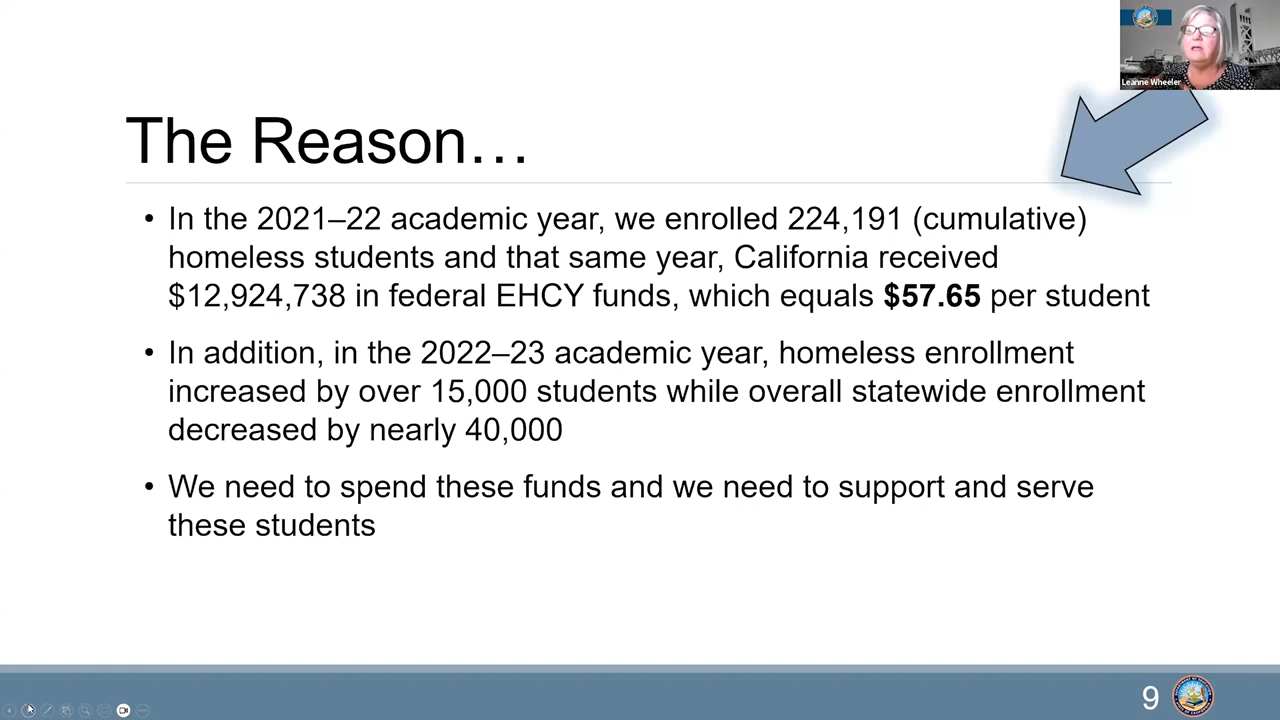 Leanne Wheeler
The Reason…
• In the 2021–22 academic year, we enrolled 224,191 (cumulative)
homeless students and that same year, California received
$12,924,738 in federal EHCY funds, which equals $57.65 per student
• In addition, in the 2022–23 academic year, homeless enrollment
increased by over 15,000 students while overall statewide enrollment
decreased by nearly 40,000
• We need to spend these funds and we need to support and serve
these students
9